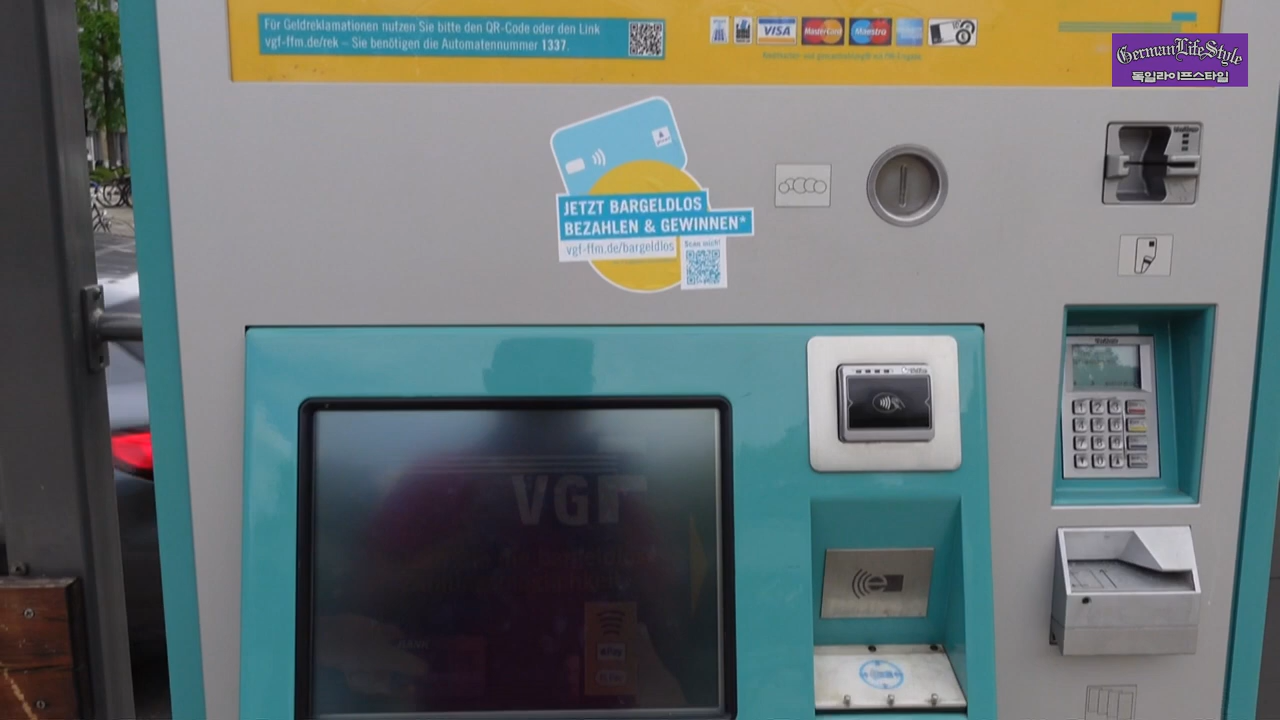 Für Geldreklamationen nutzen Sie bitte den QR-Code oder den Link
vgf-ffm.de/rek – Sie benötigen die Automatennummer 1337.
VISA
MasterCard
Maestro
GermanLifeStyle
독일라이프스타일
JETZT BARGELDLOS
BEZAHLEN & GEWINNEN*
vgf-ffm.de/bargeldlos
Scan mich!
VGF